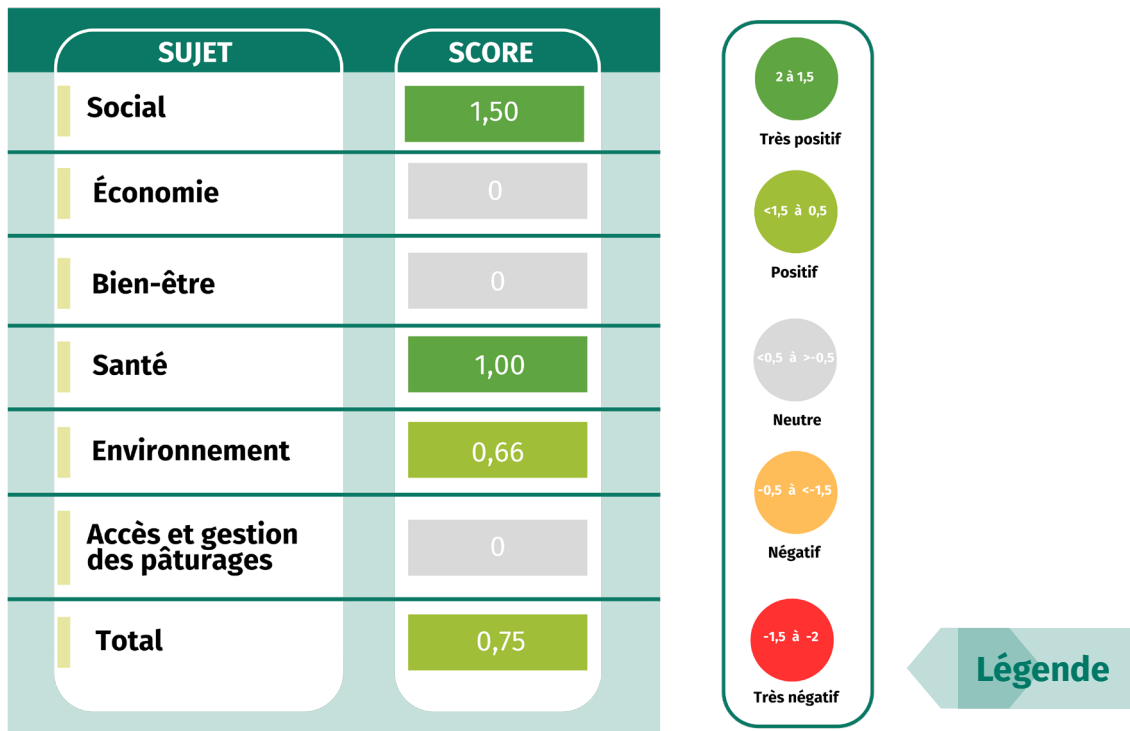 SUJET SCORE
Social 1,50
Économie 0
Bien-être 0
Santé 1,00
Environnement 0,66
Accès et gestion
des pâturages 0
Total 0,75
2 à 1,5
Très positif
<1,5 à 0,5
Positif
<0,5 à >-0,5
Neutre
-0,5 à <-1,5
Négatif
-1,5 à -2
Très négatif
Légende